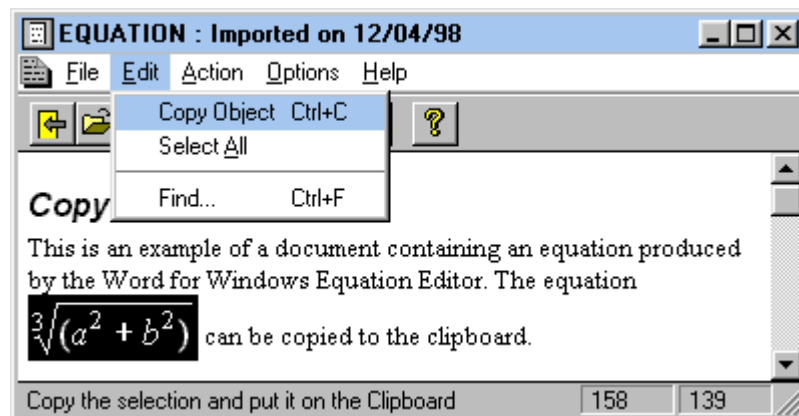 EQUATION : Imported on 12/04/98
File Edit Action Options Help
Copy Object Ctrl+C
Select All
Find... Ctrl+F
?
Copy
This is an example of a document containing an equation produced
by the Word for Windows Equation Editor. The equation
∛(a² + b²) can be copied to the clipboard.
Copy the selection and put it on the Clipboard 158 139